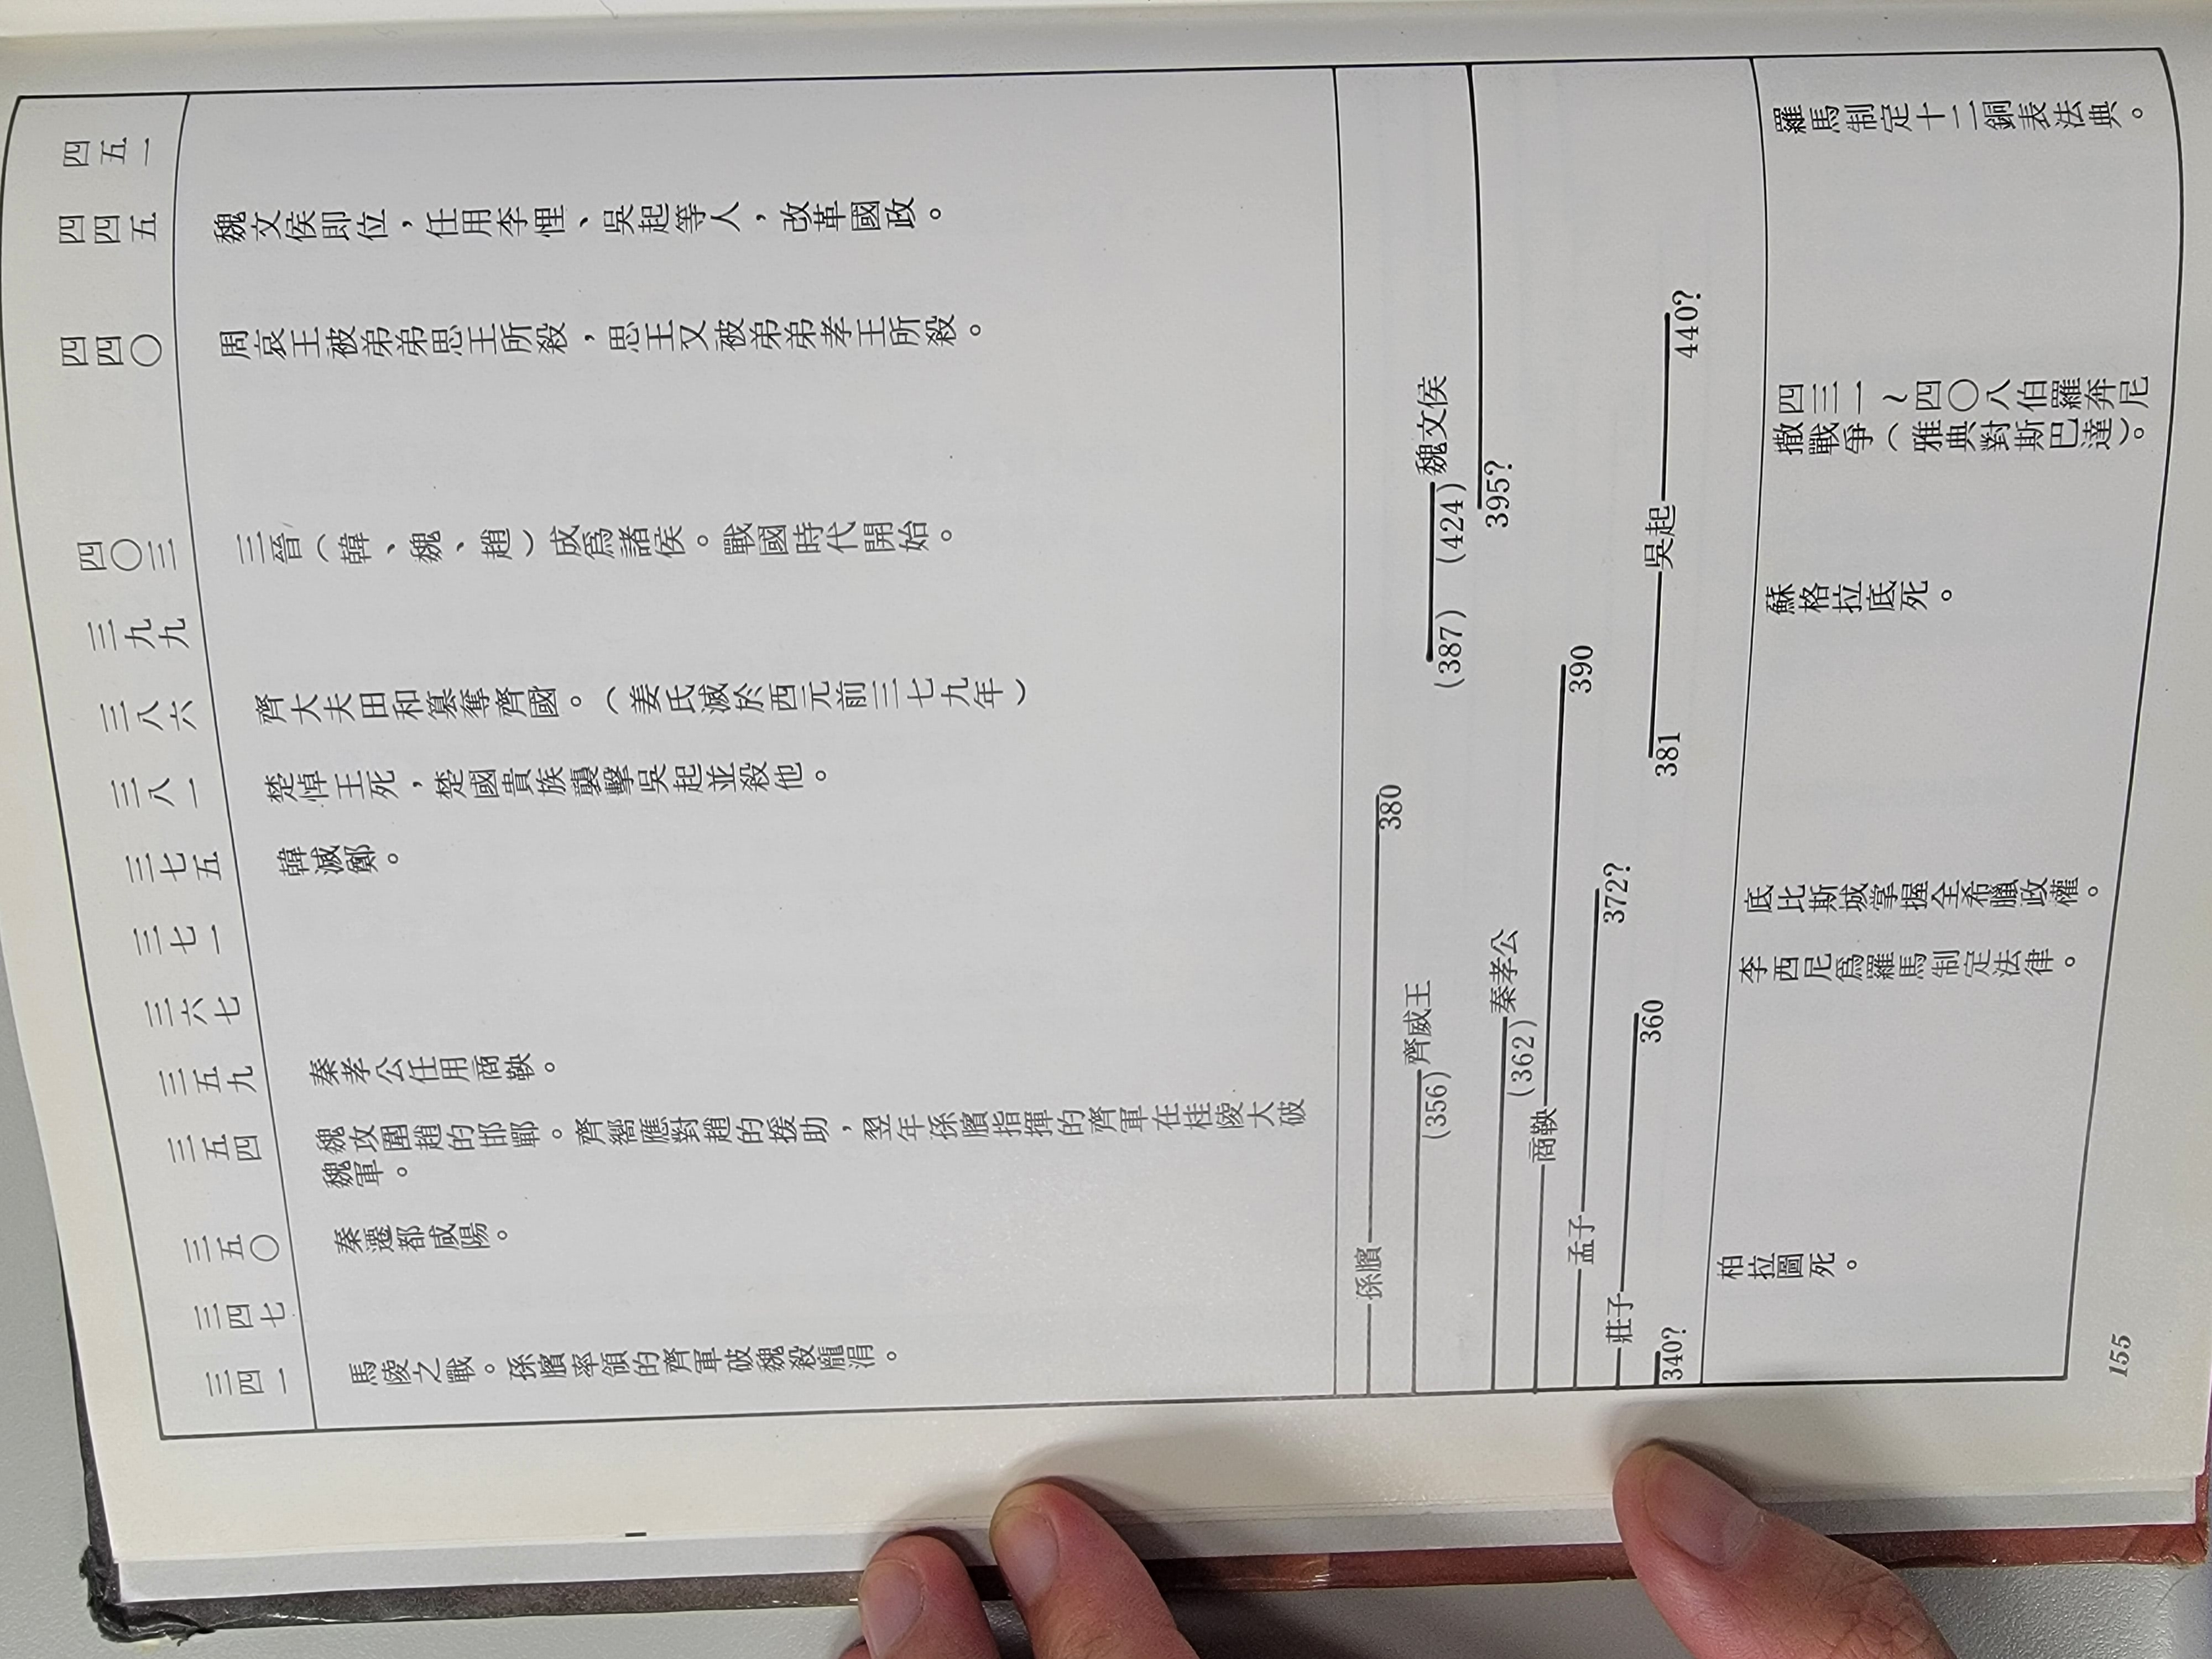 四五一
四四五
四四〇
四〇三
三九九
三八六
三八一
三七五
三七一
三六七
三五九
三五四
三五〇
三四七
三四一
魏文侯即位，任用李悝、吳起等人，改革國政。
周哀王被弟弟思王所殺，思王又被弟弟孝王所殺。
三晉（韓、魏、趙）成爲諸侯。戰國時代開始。
齊大夫田和篡奪齊國。（姜氏滅於西元前三七九年）
楚悼王死，楚國貴族襲擊吳起並殺他。
韓滅鄭。
秦孝公任用商鞅。
魏攻圍趙的邯鄲。齊嚮應對趙的援助，翌年孫臏指揮的齊軍在桂陵大破
魏軍。
秦遷都咸陽。
馬陵之戰。孫臏率領的齊軍破魏殺龐涓。
孫臏
380
齊威王
(356)
魏文侯
(387) (424)
395?
秦孝公
(362)
商鞅
390
孟子
372?
莊子
360
吳起
381
440?
340?
羅馬制定十二銅表法典。
四三一～四〇八伯羅奔尼
撒戰爭（雅典對斯巴達）。
蘇格拉底死。
底比斯城掌握全希臘政權。
李西尼爲羅馬制定法律。
柏拉圖死。
155